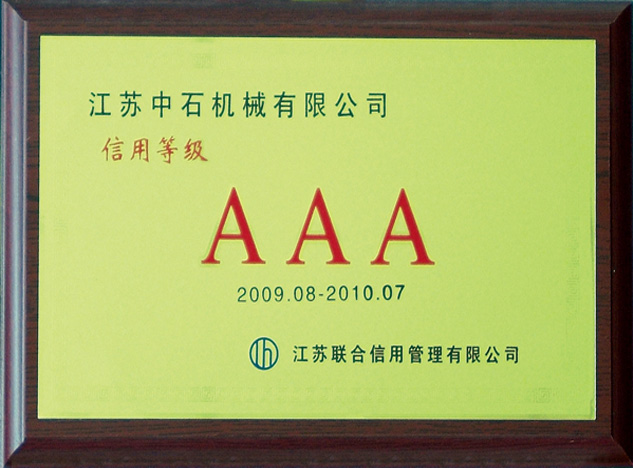 江苏中石机械有限公司
信用等级
AAA
2009.08-2010.07
江苏联合信用管理有限公司